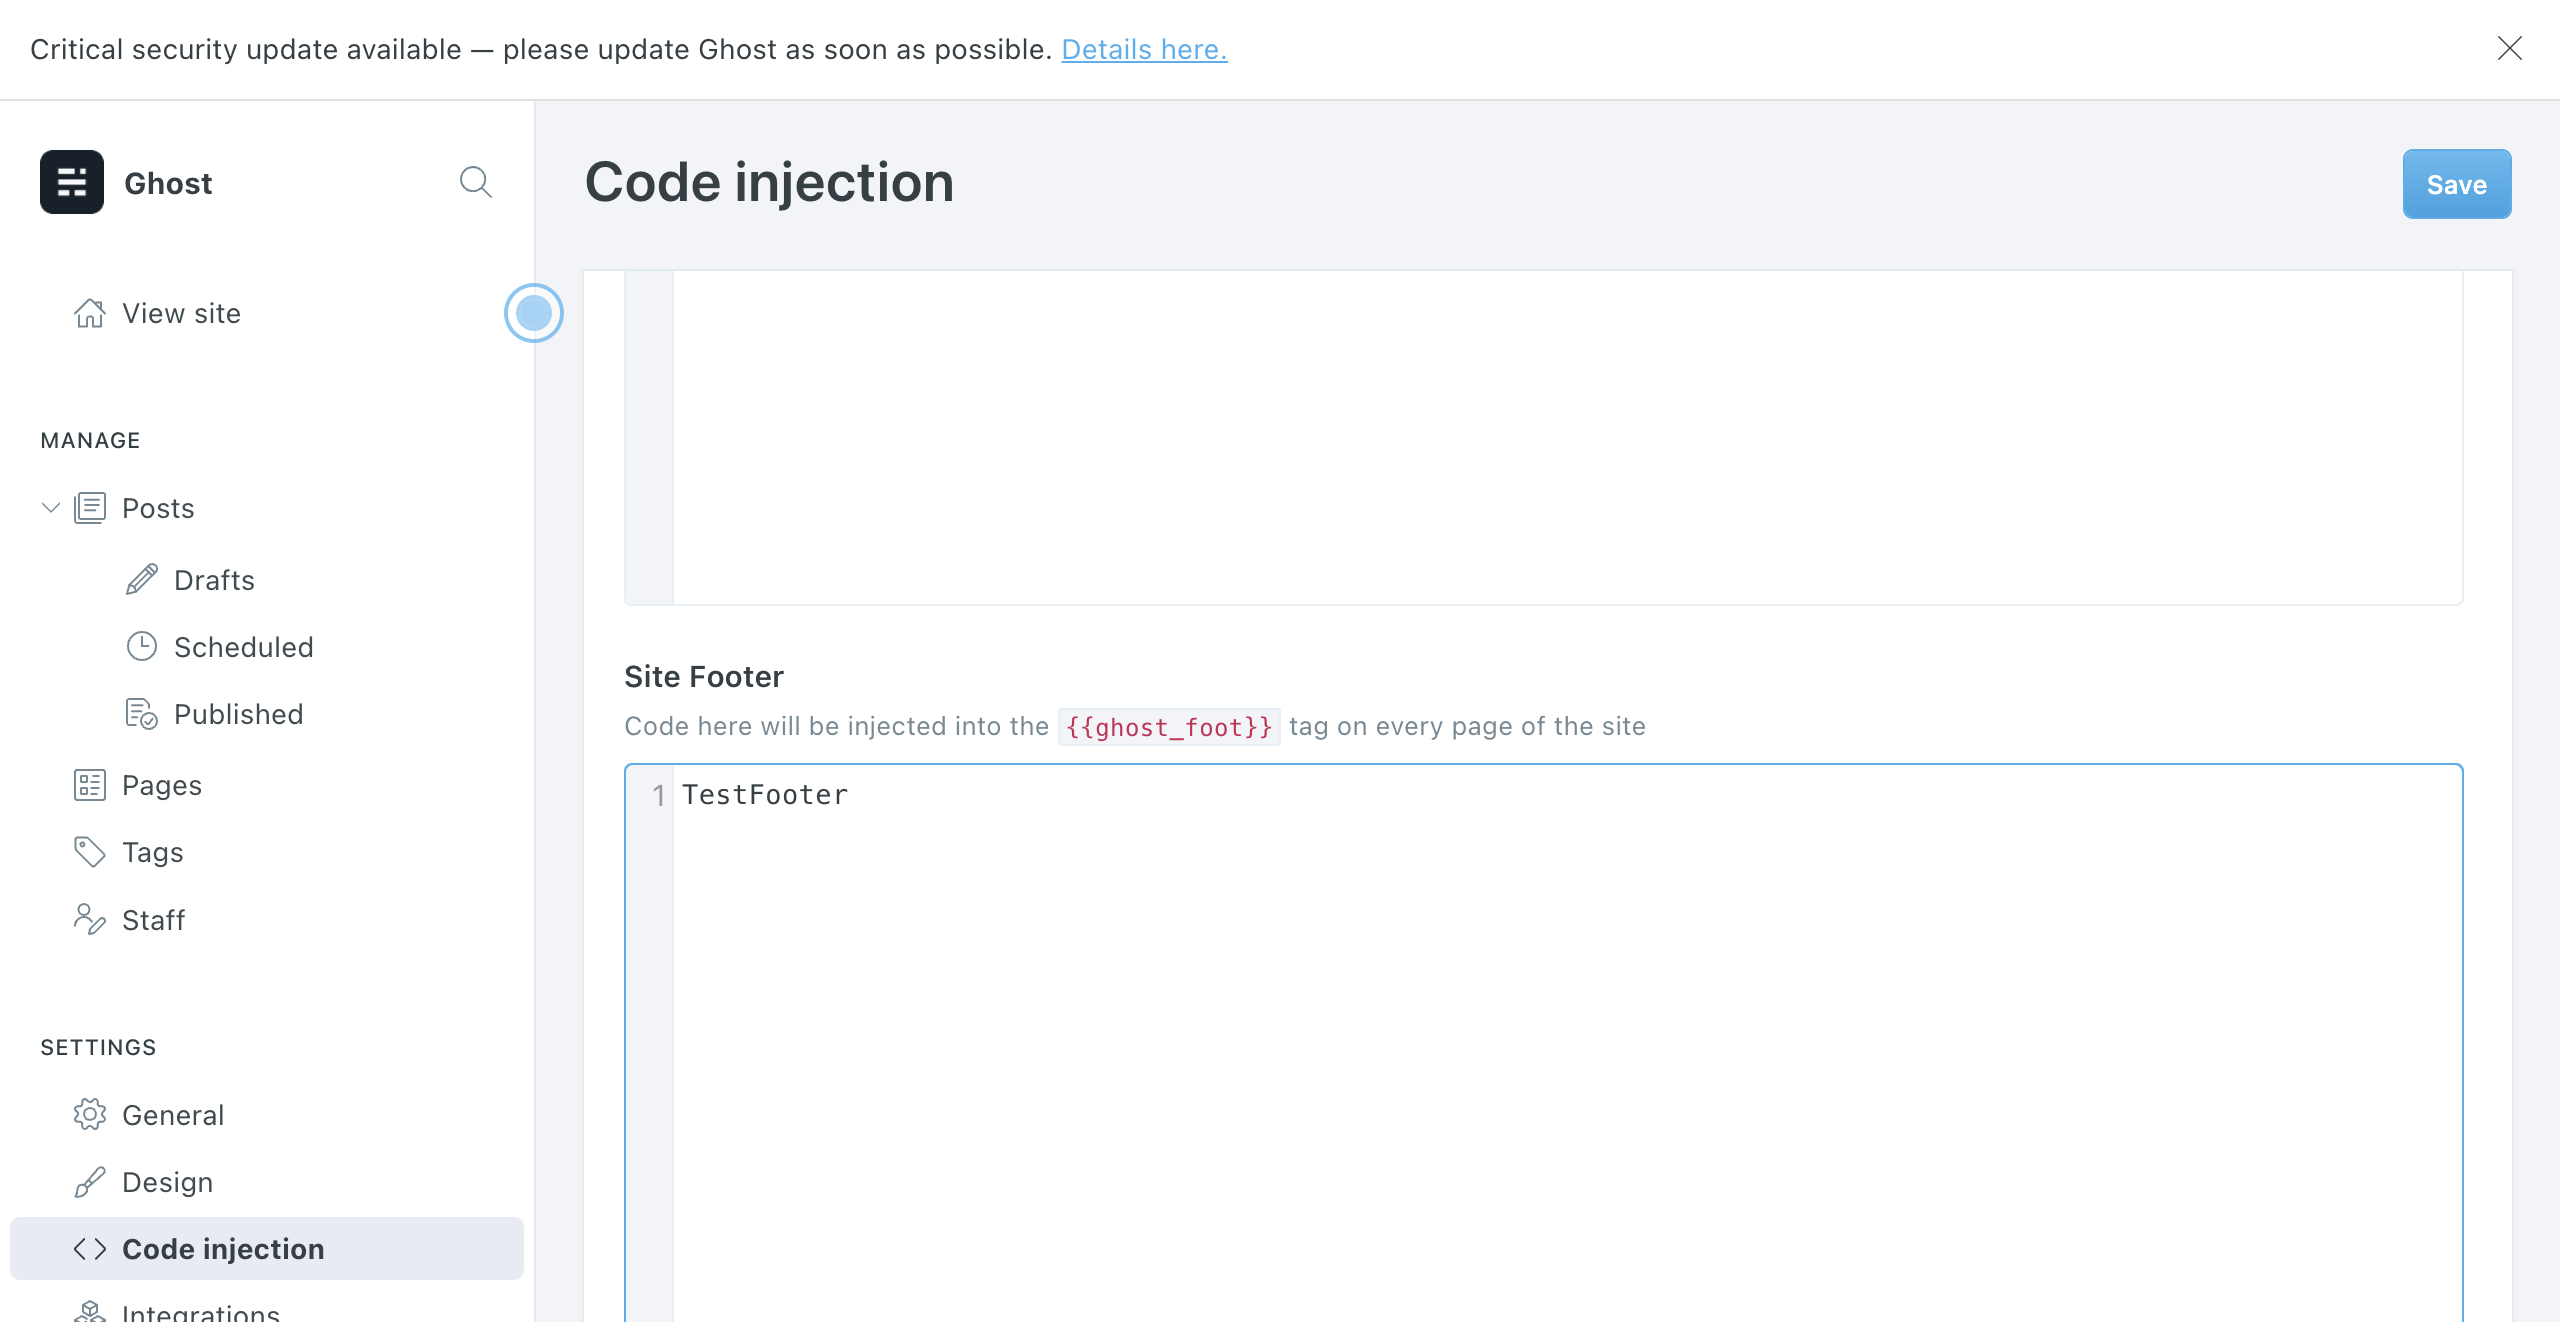 Critical security update available — please update Ghost as soon as possible. Details here.
Ghost
View site
MANAGE
Posts
Drafts
Scheduled
Published
Pages
Tags
Staff
SETTINGS
General
Design
Code injection
Integrations
Code injection
Save
Site Footer
Code here will be injected into the {{ghost_foot}} tag on every page of the site
1 TestFooter